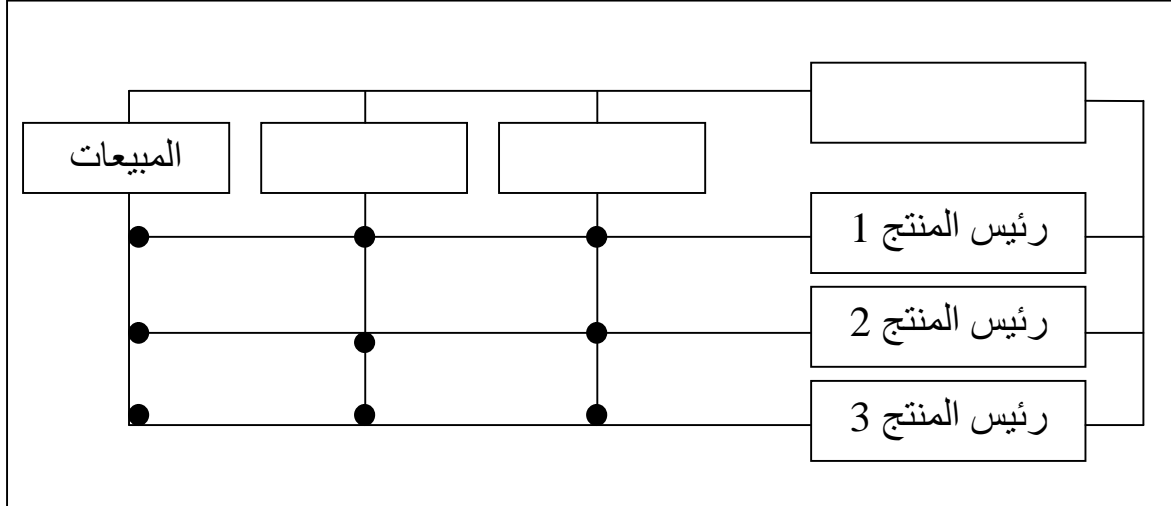 المبيعات
رئيس المنتج 1
رئيس المنتج 2
رئيس المنتج 3